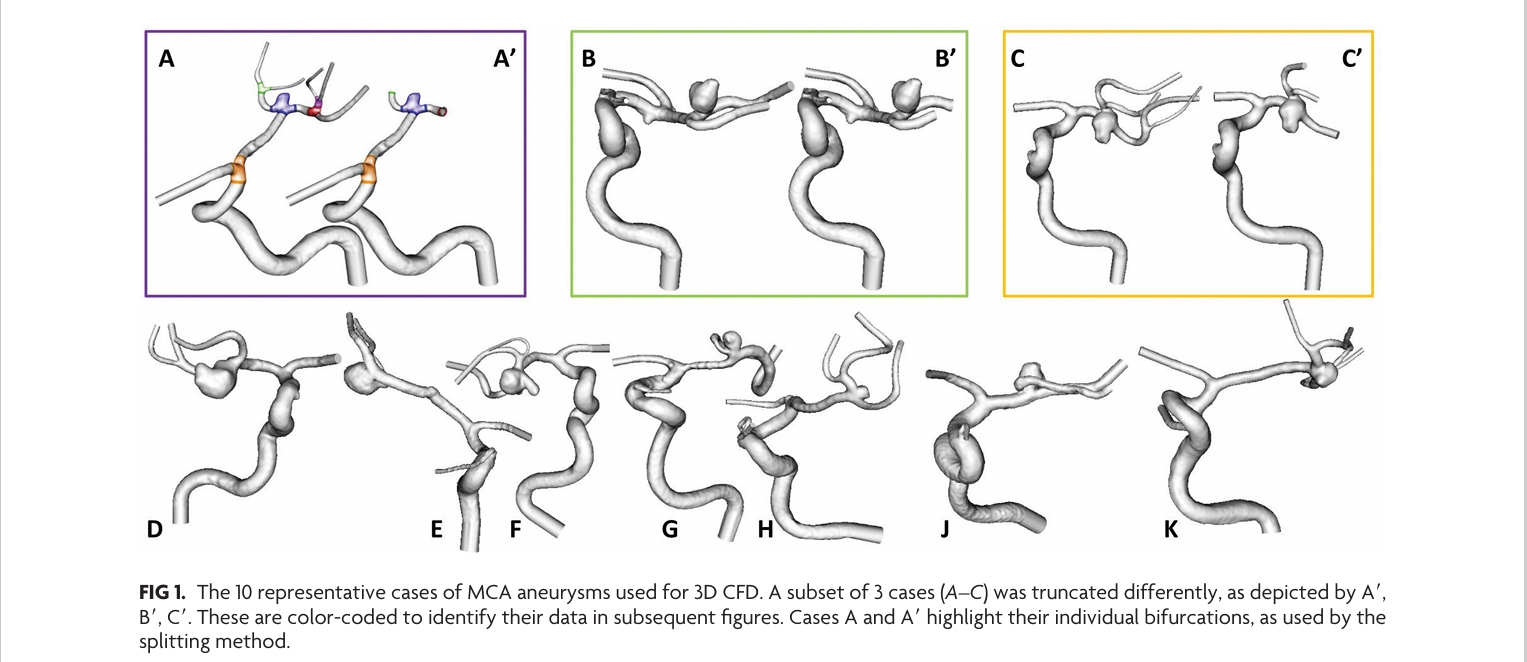 A A′ B B′ C C′
D E F G H J K
FIG 1. The 10 representative cases of MCA aneurysms used for 3D CFD. A subset of 3 cases (A–C) was truncated differently, as depicted by A′,
B′, C′. These are color-coded to identify their data in subsequent figures. Cases A and A′ highlight their individual bifurcations, as used by the
splitting method.